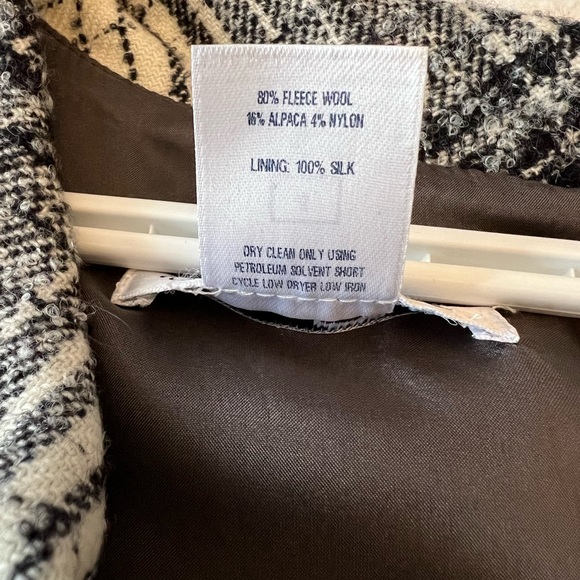 80% FLEECE WOOL
16% ALPACA 4% NYLON
LINING: 100% SILK
DRY CLEAN ONLY USING
PETROLEUM SOLVENT SHORT
CYCLE LOW DRYER LOW IRON